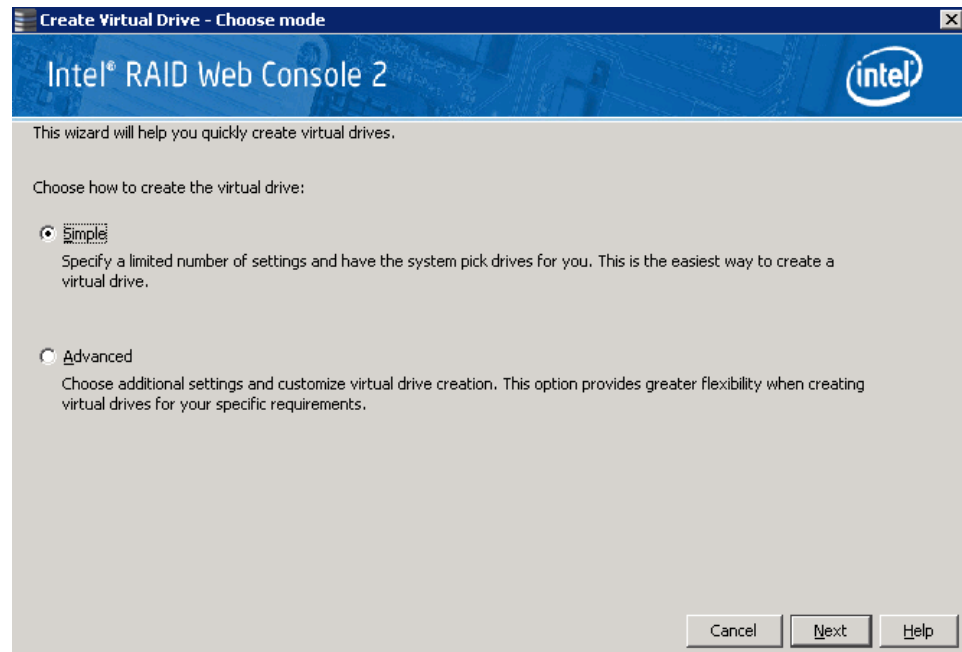 Create Virtual Drive - Choose mode
Intel® RAID Web Console 2
intel
This wizard will help you quickly create virtual drives.
Choose how to create the virtual drive:
Simple
Specify a limited number of settings and have the system pick drives for you. This is the easiest way to create a
virtual drive.
Advanced
Choose additional settings and customize virtual drive creation. This option provides greater flexibility when creating
virtual drives for your specific requirements.
Cancel Next Help